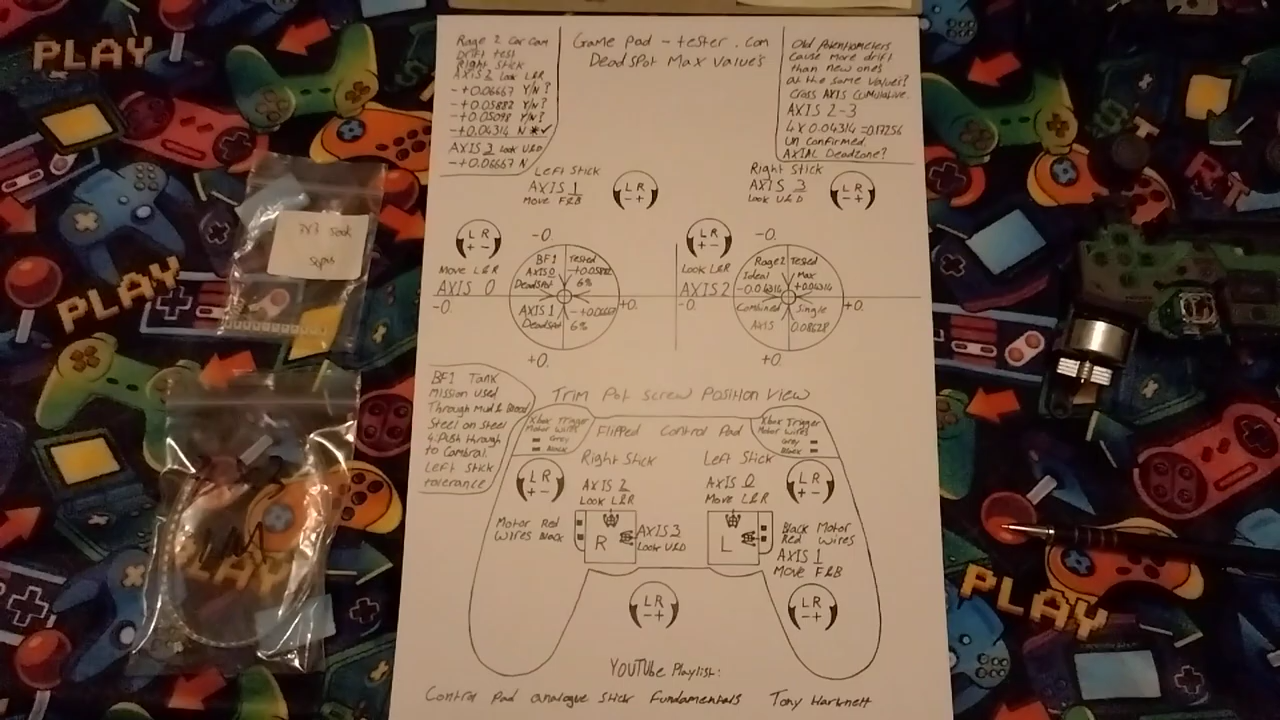 Rage 2 Car Cam
Drift test
Right Stick
AXIS 2 Look L&R
-+0.06667 Y/N?
-+0.05882 Y/N?
-+0.05098 Y/N?
-+0.04314 N *✓
AXIS 3 Look U&D
-+0.06667 N
Game Pad - tester . com
Deadspot Max Values
Old Potentiometers
Cause more drift
than new ones
at the same values?
Cross AXIS Cumulative.
AXIS 2-3
4 x 0.04314 = 0.17256
Un confirmed.
AXIAL Deadzone?
Left Stick
AXIS 1
Move F&B
L R
- +
Right Stick
AXIS 3
Look U&D
L R
- +
L R
+ -
Move L&R
AXIS 0
-0.
-0.
+0.
+0.
BF1
AXIS 0
Deadspot
Tested
-+0.05882
6%
AXIS 1
Deadspot
-+0.06667
6%
L R
+ -
Look L&R
AXIS 2
-0.
-0.
+0.
+0.
Rage2
Ideal
-0.04314
Tested
Max
+0.04314
Combined
AXIS
Single
0.08628
BF1 Tank
Mission used
Through Mud & Blood
Steel on Steel
4: Push through
to Cambrai.
Left Stick
tolerance
Trim Pot Screw Position View
Xbox Trigger
Motor Wires
Grey
Black
Flipped Control Pad
Xbox Trigger
Motor Wires
Grey
Black
L R
+ -
Right Stick
AXIS 2
Look L&R
Left Stick
AXIS 0
Move L&R
L R
+ -
Motor Red
Wires Black
R
AXIS 3
Look U&D
L
Black Motor
Red Wires
AXIS 1
Move F&B
L R
- +
L R
- +
YOUTube Playlist:
Control Pad analogue Stick Fundamentals Tony Hartnett
PLAY
PLAY
PLAY
PLAY